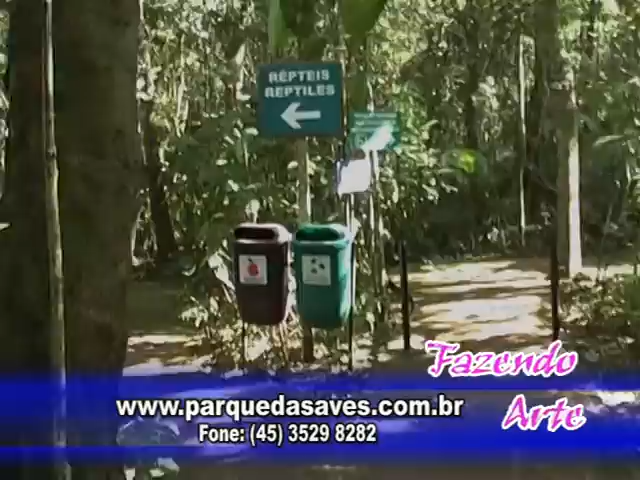 RÉPTEIS
REPTILES
Fazendo
Arte
www.parquedasaves.com.br
Fone: (45) 3529 8282